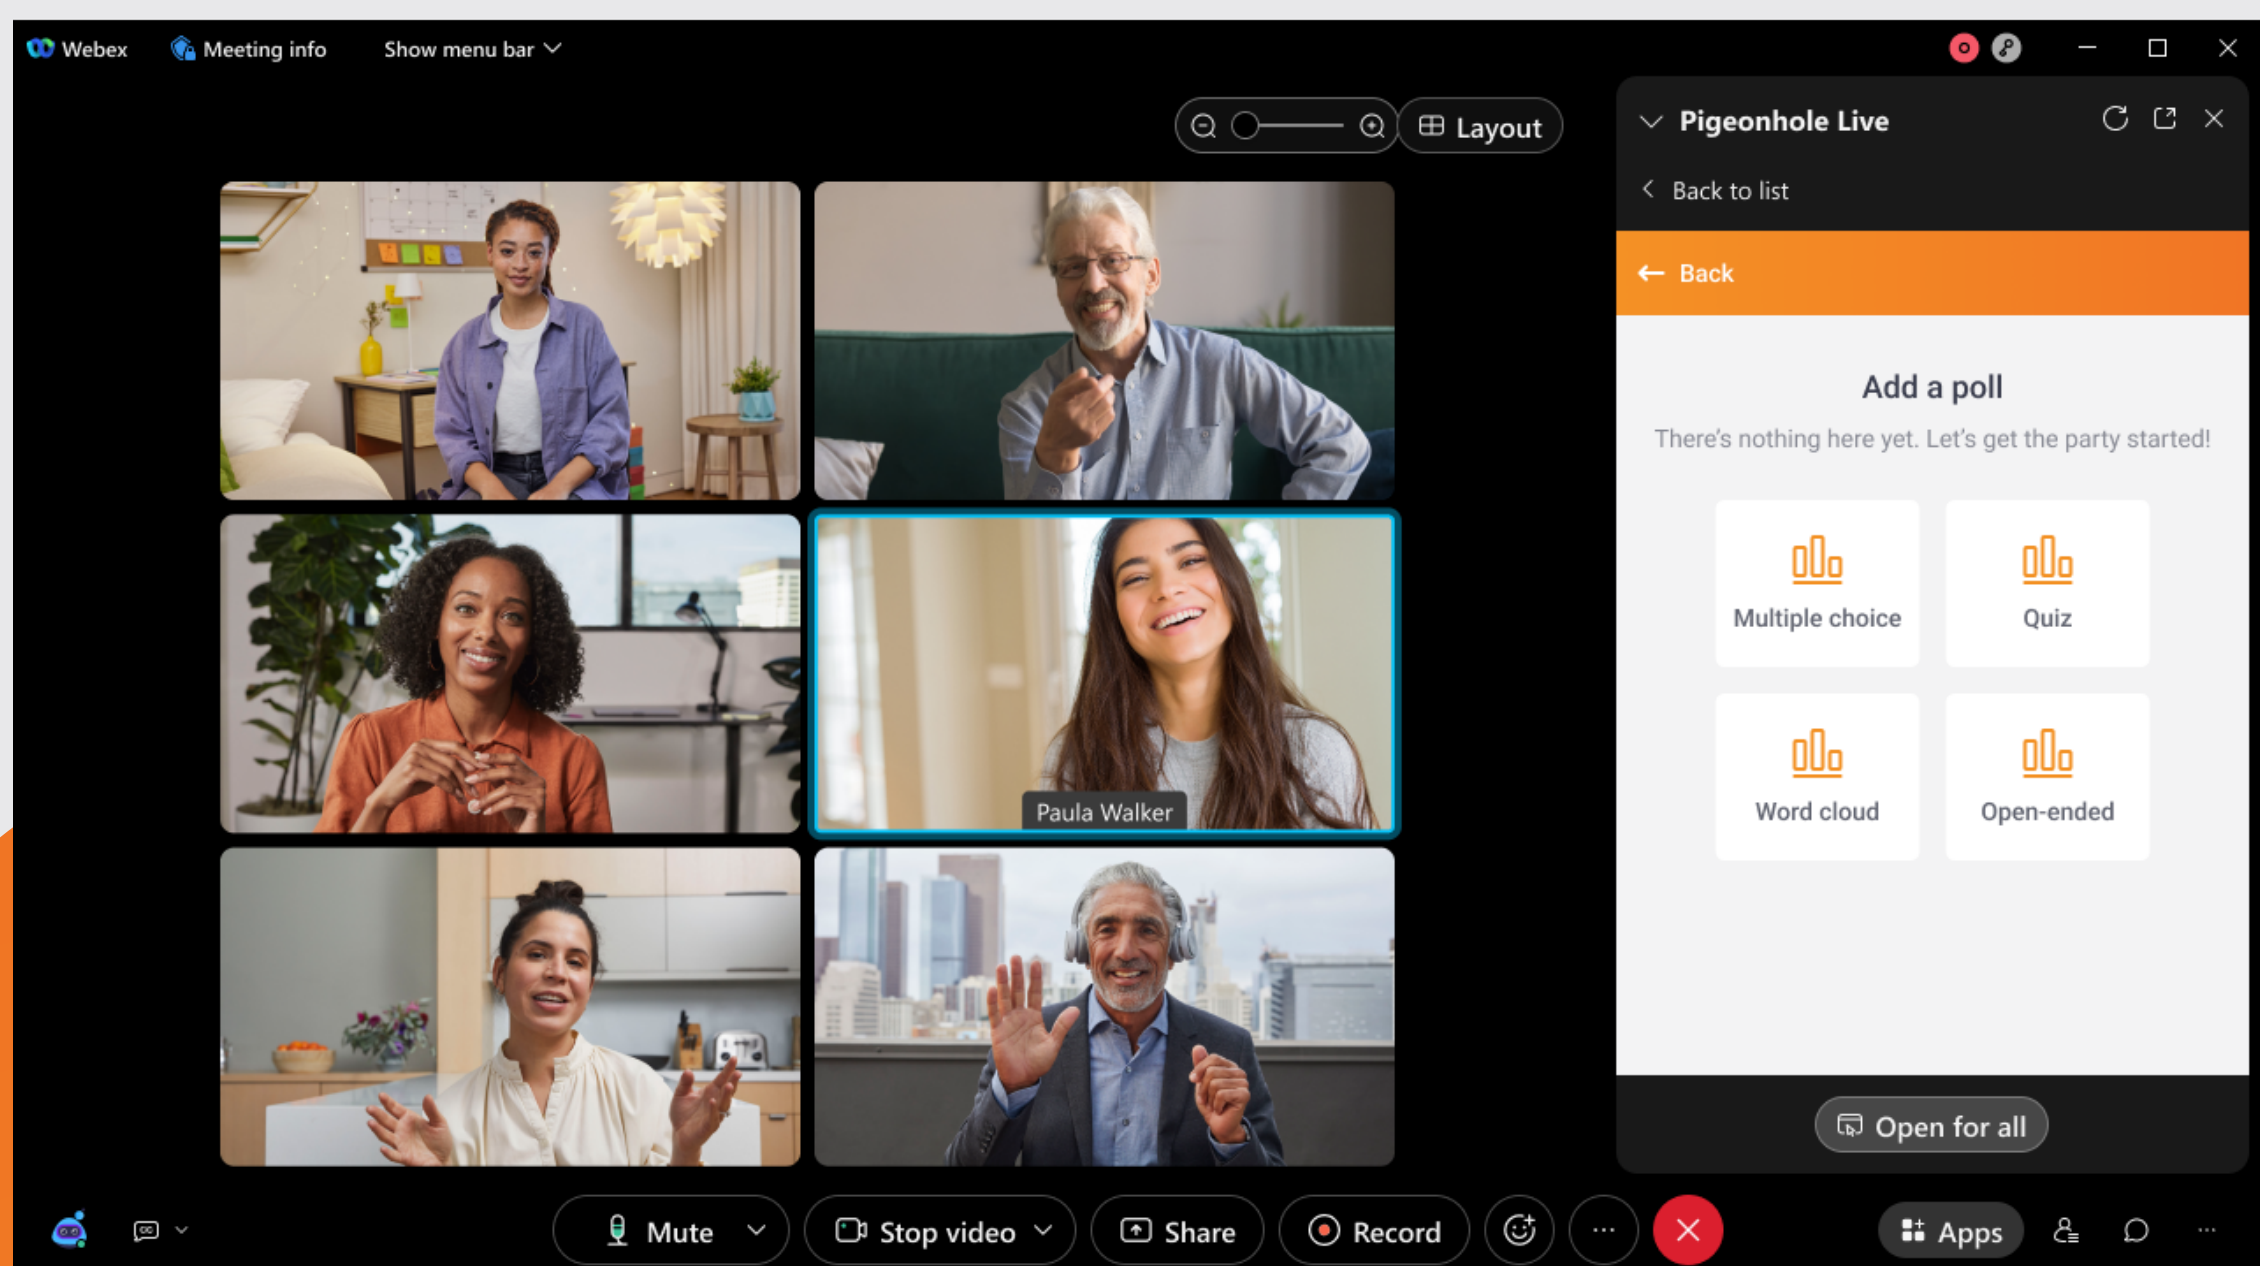 Webex
Meeting info
Show menu bar
Layout
Pigeonhole Live
Back to list
Back
Add a poll
There's nothing here yet. Let's get the party started!
Multiple choice
Quiz
Word cloud
Open-ended
Paula Walker
Open for all
Mute
Stop video
Share
Record
Apps